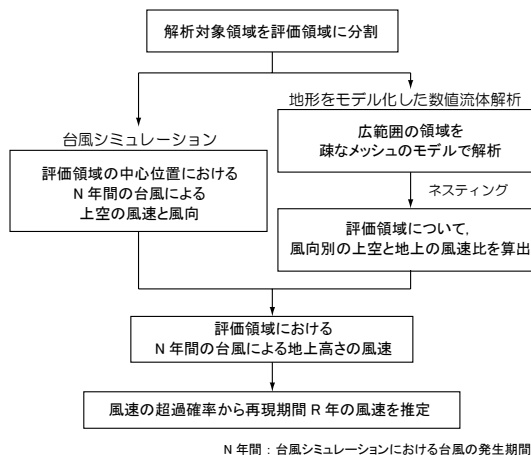 解析対象領域を評価領域に分割
地形をモデル化した数値流体解析
台風シミュレーション
広範囲の領域を
疎なメッシュのモデルで解析
評価領域の中心位置における
N 年間の台風による
上空の風速と風向
ネスティング
評価領域について,
風向別の上空と地上の風速比を算出
評価領域における
N 年間の台風による地上高さの風速
風速の超過確率から再現期間 R 年の風速を推定
N 年間：台風シミュレーションにおける台風の発生期間